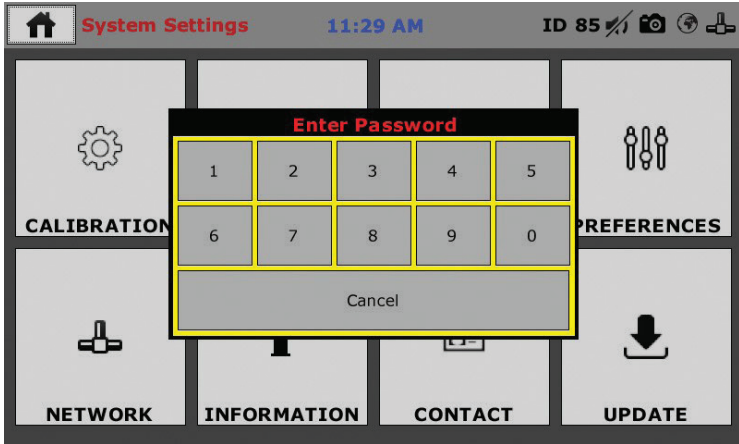 System Settings 11:29 AM ID 85
Enter Password
1 2 3 4 5
CALIBRATION PREFERENCES
6 7 8 9 0
Cancel
NETWORK INFORMATION CONTACT UPDATE